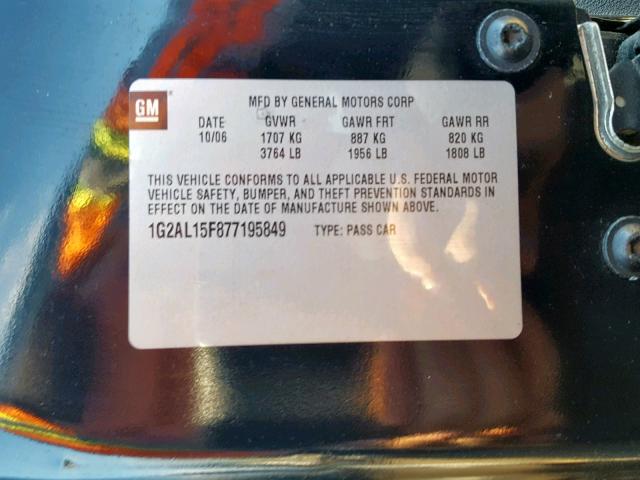 GM
MFD BY GENERAL MOTORS CORP
DATE GVWR GAWR FRT GAWR RR
10/06 1707 KG 887 KG 820 KG
3764 LB 1956 LB 1808 LB
THIS VEHICLE CONFORMS TO ALL APPLICABLE U.S. FEDERAL MOTOR
VEHICLE SAFETY, BUMPER, AND THEFT PREVENTION STANDARDS IN
EFFECT ON THE DATE OF MANUFACTURE SHOWN ABOVE.
1G2AL15F877195849 TYPE: PASS CAR